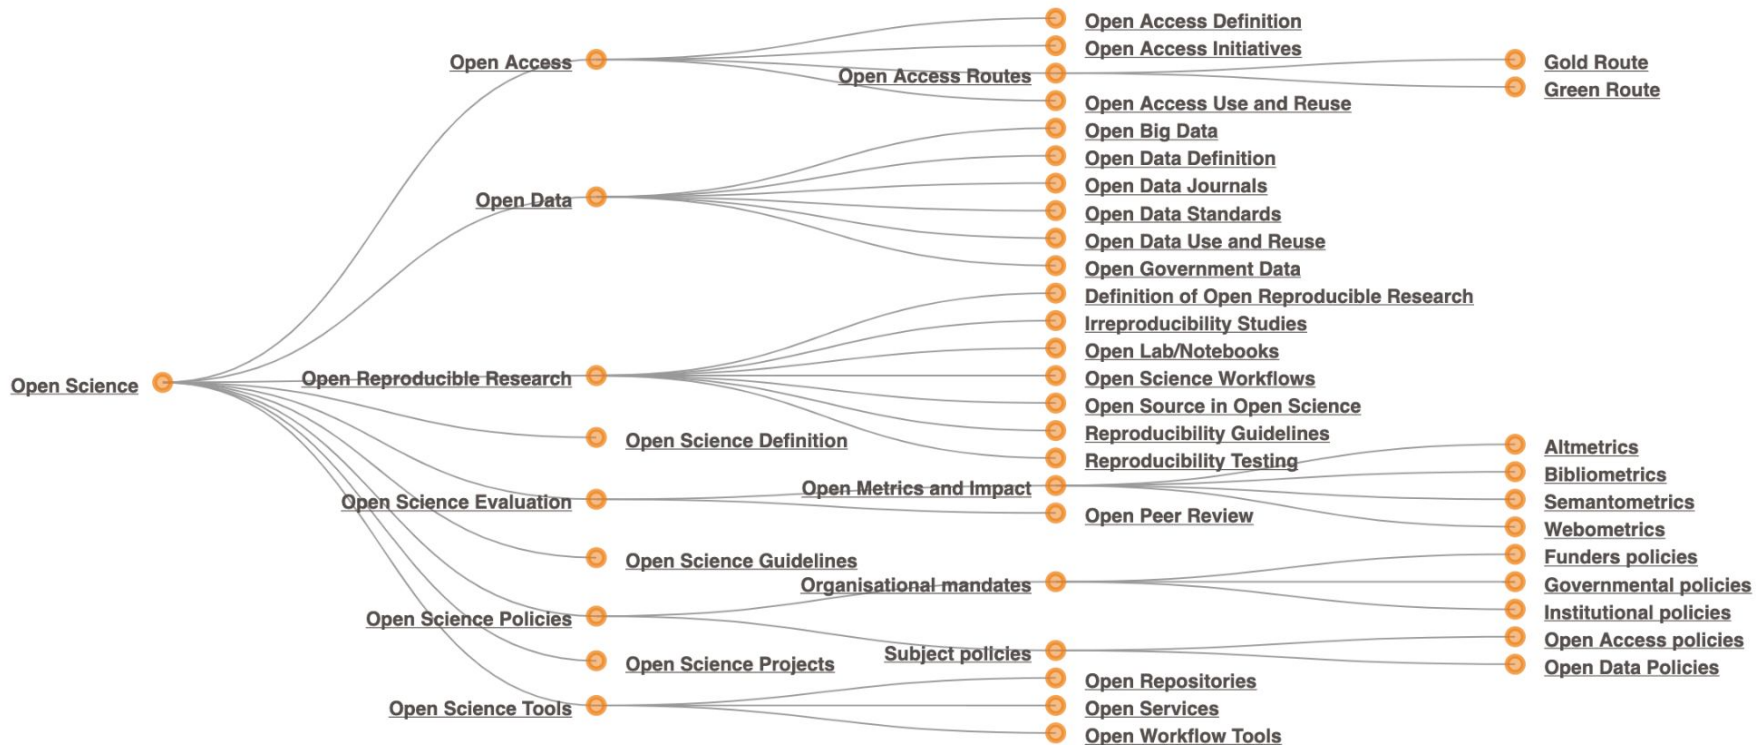 Open Science
Open Access
Open Access Definition
Open Access Initiatives
Open Access Routes
Gold Route
Green Route
Open Access Use and Reuse
Open Data
Open Big Data
Open Data Definition
Open Data Journals
Open Data Standards
Open Data Use and Reuse
Open Government Data
Open Reproducible Research
Definition of Open Reproducible Research
Irreproducibility Studies
Open Lab/Notebooks
Open Science Workflows
Open Source in Open Science
Reproducibility Guidelines
Reproducibility Testing
Open Science Definition
Open Science Evaluation
Open Metrics and Impact
Altmetrics
Bibliometrics
Semantometrics
Webometrics
Open Peer Review
Open Science Guidelines
Open Science Policies
Organisational mandates
Funders policies
Governmental policies
Institutional policies
Subject policies
Open Access policies
Open Data Policies
Open Science Projects
Open Science Tools
Open Repositories
Open Services
Open Workflow Tools